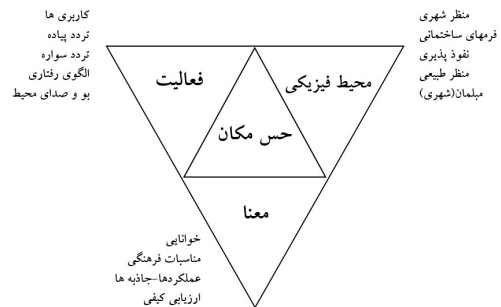 منظر شهری
فرمهای ساختمانی
نفوذ پذیری
منظر طبیعی
مبلمان(شهری)
کاربری ها
تردد پیاده
تردد سواره
الگوی رفتاری
بو و صدای محیط
محیط فیزیکی
فعالیت
حس مکان
معنا
خوانایی
مناسبات فرهنگی
عملکردها-جاذبه ها
ارزیابی کیفی